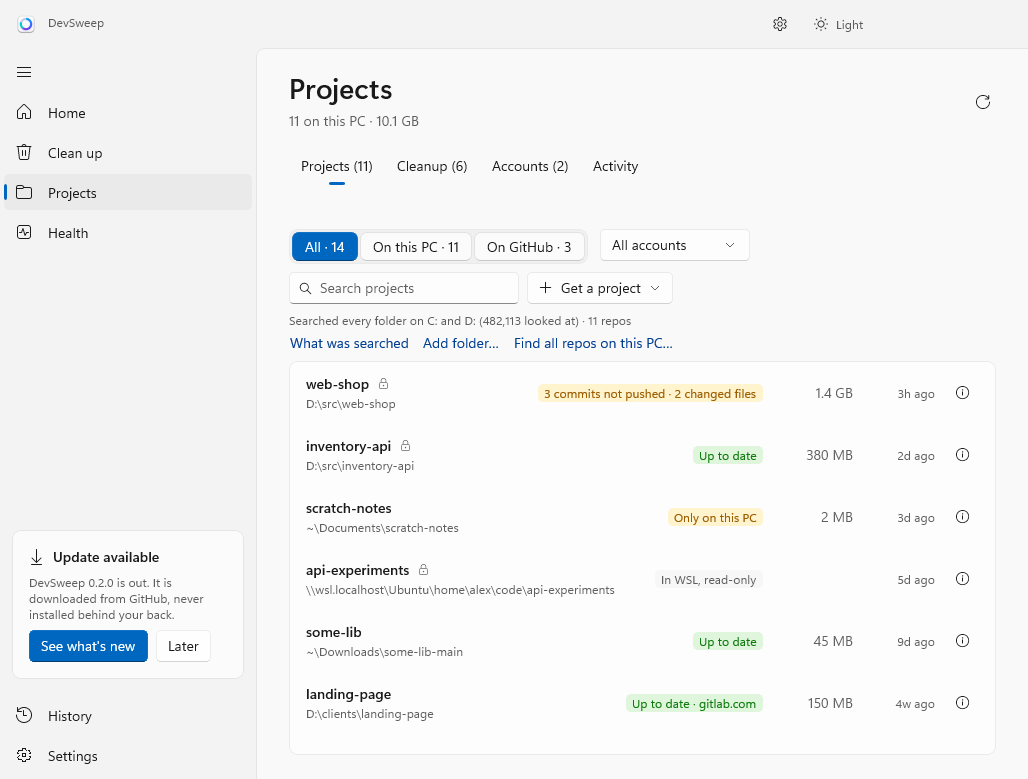 DevSweep
Light
Home
Clean up
Projects
Health
Update available
DevSweep 0.2.0 is out. It is
downloaded from GitHub, never
installed behind your back.
See what's new
Later
History
Settings
Projects
11 on this PC · 10.1 GB
Projects (11)
Cleanup (6)
Accounts (2)
Activity
All · 14
On this PC · 11
On GitHub · 3
All accounts
Search projects
Get a project
Searched every folder on C: and D: (482,113 looked at) · 11 repos
What was searched
Add folder...
Find all repos on this PC...
web-shop
D:\src\web-shop
3 commits not pushed · 2 changed files
1.4 GB
3h ago
inventory-api
D:\src\inventory-api
Up to date
380 MB
2d ago
scratch-notes
~\Documents\scratch-notes
Only on this PC
2 MB
3d ago
api-experiments
\\wsl.localhost\Ubuntu\home\alex\code\api-experiments
In WSL, read-only
5d ago
some-lib
~\Downloads\some-lib-main
Up to date
45 MB
9d ago
landing-page
D:\clients\landing-page
Up to date · gitlab.com
150 MB
4w ago